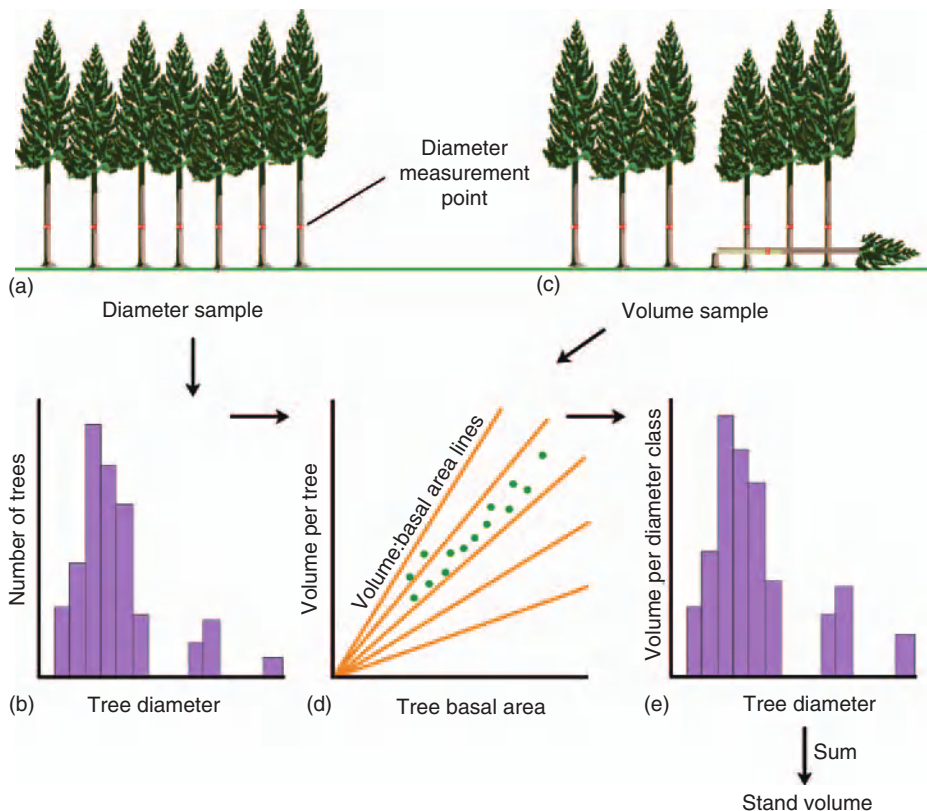 Diameter
measurement
point
(a)
(c)
Diameter sample
Volume sample
Number of trees
Volume per tree
Volume:basal area lines
Volume per diameter class
(b)
Tree diameter
(d)
Tree basal area
(e)
Tree diameter
Sum
Stand volume